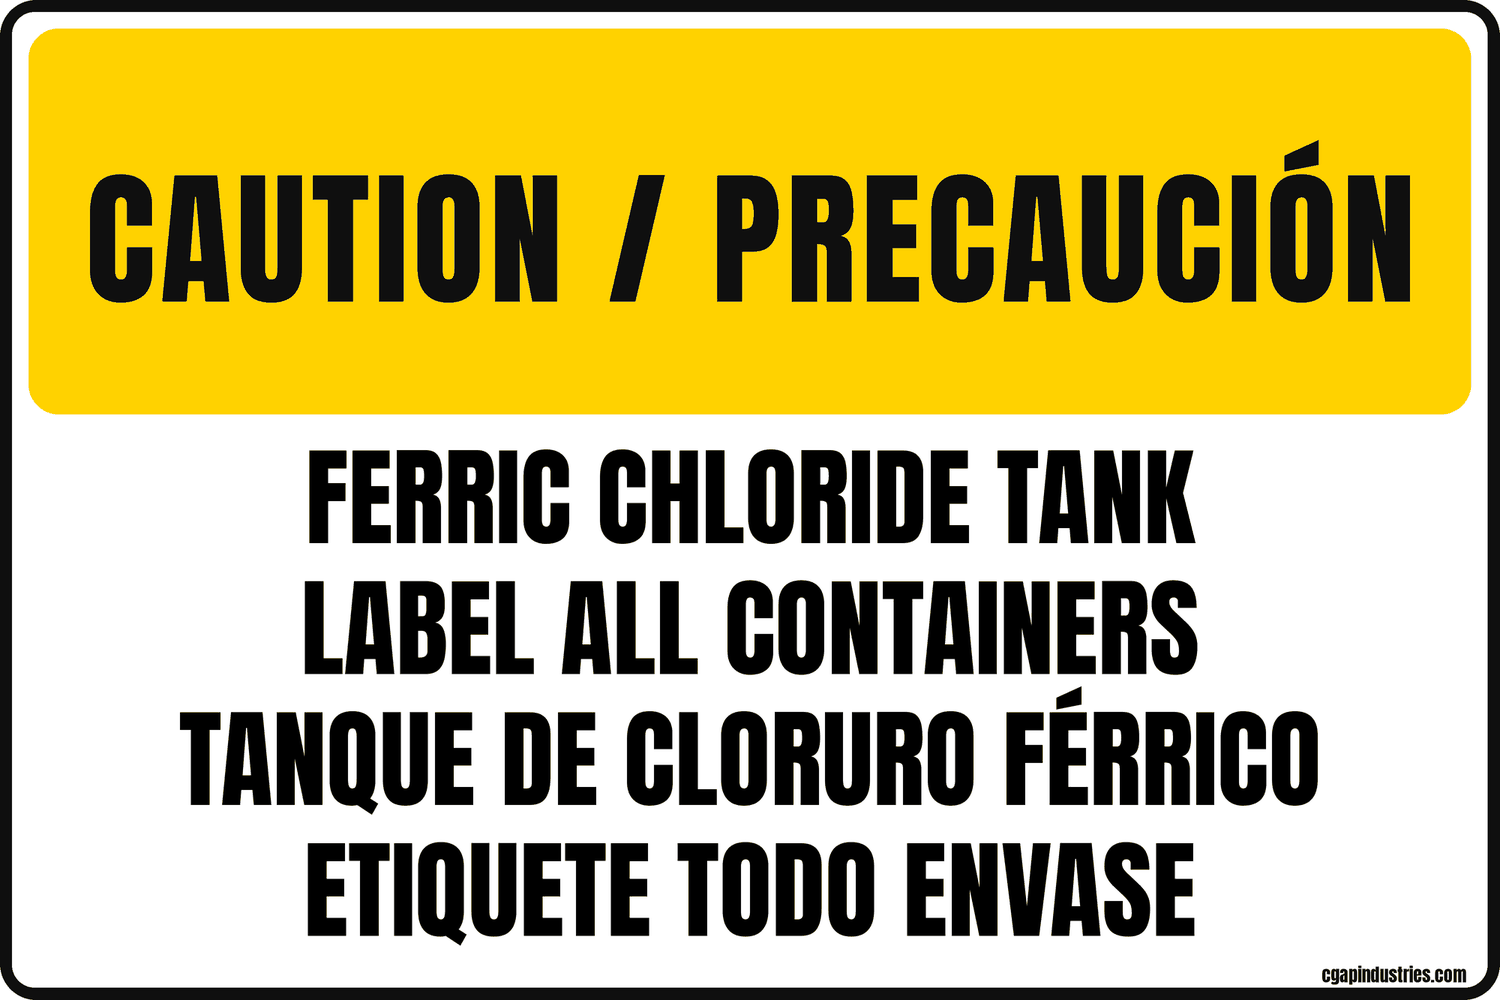 CAUTION / PRECAUCIÓN
FERRIC CHLORIDE TANK
LABEL ALL CONTAINERS
TANQUE DE CLORURO FÉRRICO
ETIQUETE TODO ENVASE
cgapindustries.com